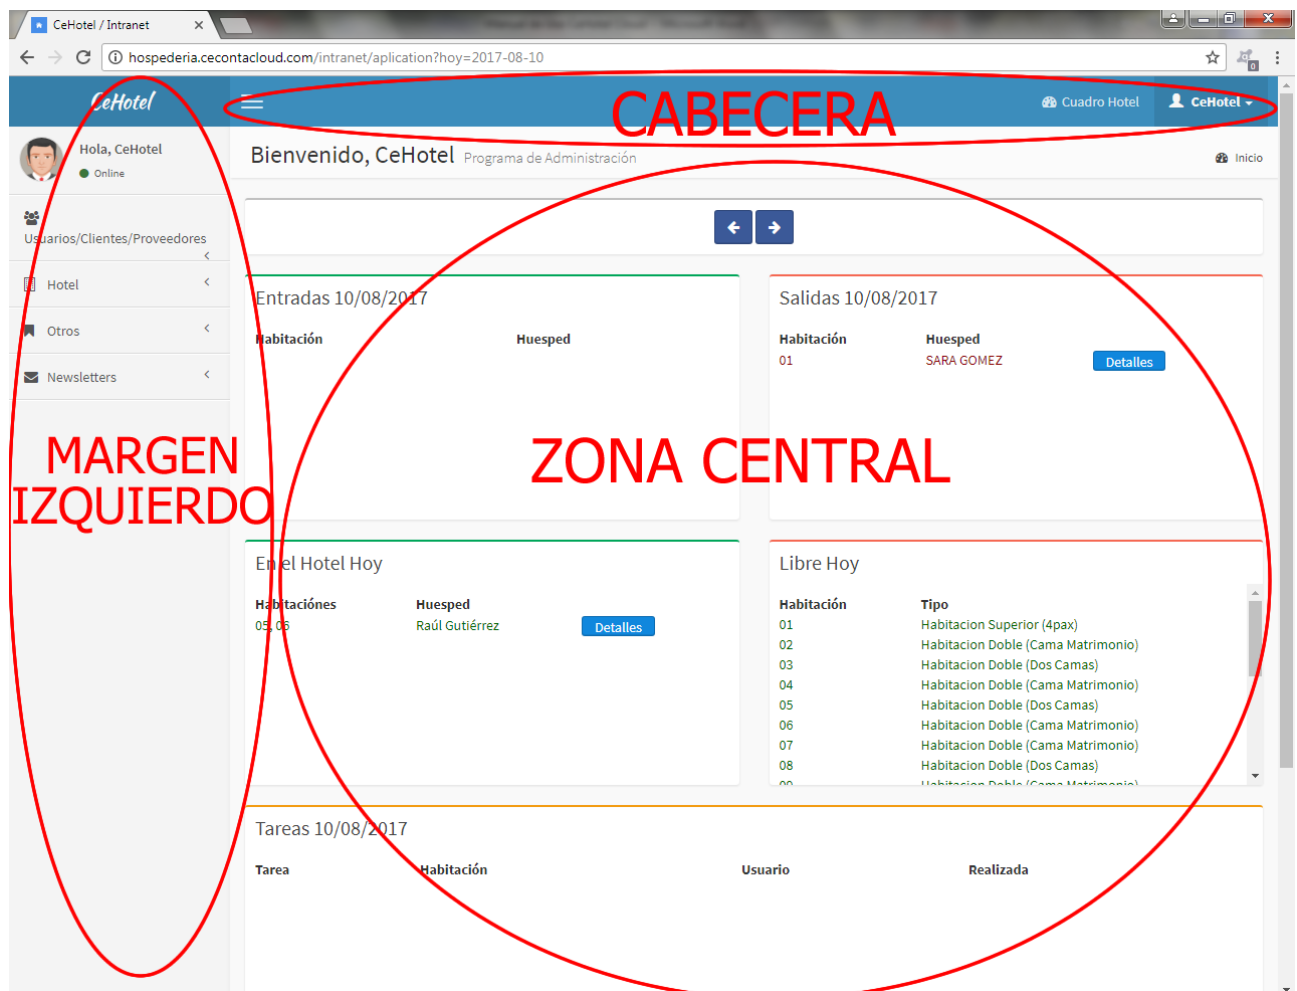 CeHotel / Intranet
hospederia.cecontacloud.com/intranet/aplication?hoy=2017-08-10
CeHotel
CABECERA
Cuadro Hotel
CeHotel
Hola, CeHotel
Online
Bienvenido, CeHotel Programa de Administración
Inicio
Usuarios/Clientes/Proveedores
Hotel
Otros
Newsletters
MARGEN
IZQUIERDO
ZONA CENTRAL
Entradas 10/08/2017
Habitación Huesped
Salidas 10/08/2017
Habitación Huesped
01 SARA GOMEZ Detalles
En el Hotel Hoy
Habitaciónes Huesped
05, 06 Raúl Gutiérrez Detalles
Libre Hoy
Habitación Tipo
01 Habitacion Superior (4pax)
02 Habitacion Doble (Cama Matrimonio)
03 Habitacion Doble (Dos Camas)
04 Habitacion Doble (Cama Matrimonio)
05 Habitacion Doble (Dos Camas)
06 Habitacion Doble (Cama Matrimonio)
07 Habitacion Doble (Cama Matrimonio)
08 Habitacion Doble (Dos Camas)
09 Habitacion Doble (Cama Matrimonio)
Tareas 10/08/2017
Tarea Habitación Usuario Realizada